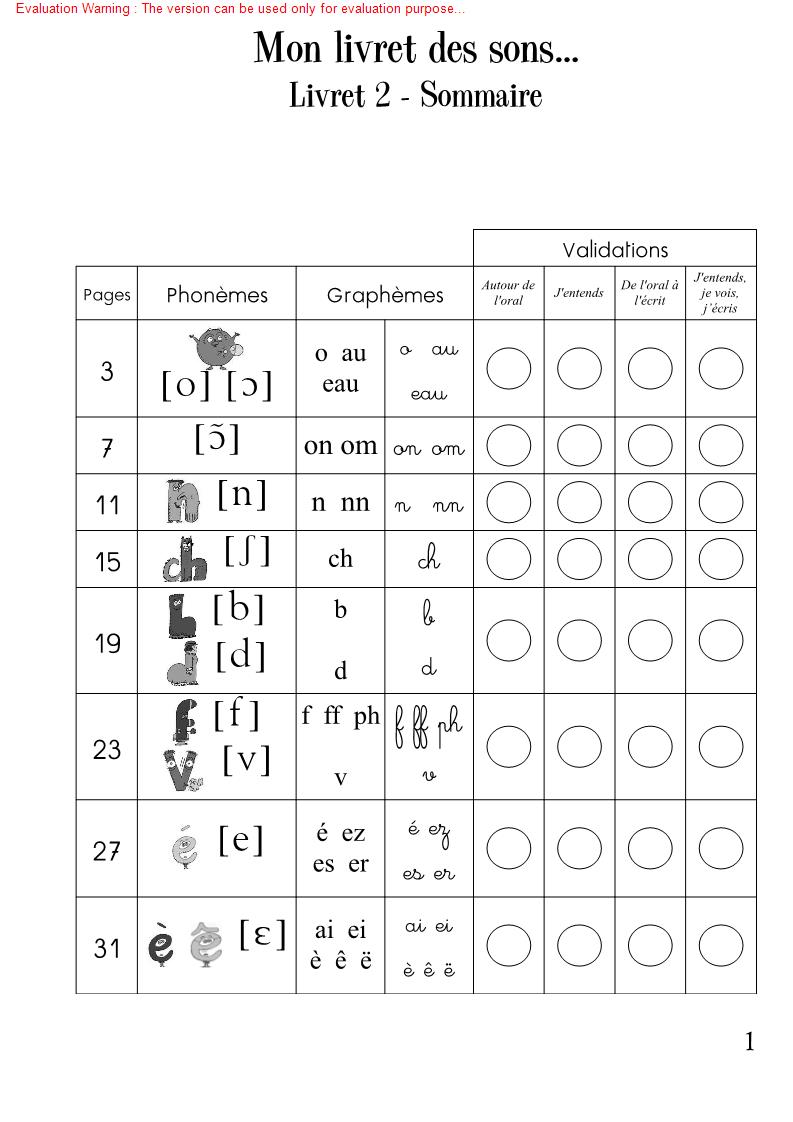 Evaluation Warning : The version can be used only for evaluation purpose...
Mon livret des sons...
Livret 2 - Sommaire
Validations
Pages Phonèmes Graphèmes Autour de l'oral J'entends De l'oral à l'écrit J'entends, je vois, j'écris
3 [o] [ɔ] o au eau o au eau
7 [ɔ̃] on om on om
11 n [n] n nn n nn
15 ch [ʃ] ch ch
19 b [b] b b
d [d] d d
23 f [f] f ff ph f ff ph
v [v] v v
27 é [e] é ez es er é ez es er
31 è ê [ɛ] ai ei è ê ë ai ei è ê ë
1